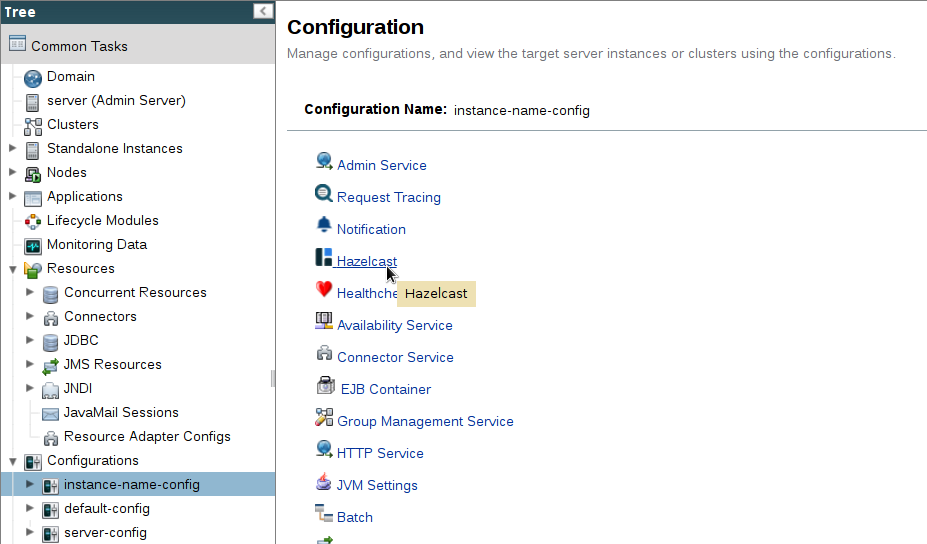 Tree
Common Tasks
Domain
server (Admin Server)
Clusters
Standalone Instances
Nodes
Applications
Lifecycle Modules
Monitoring Data
Resources
Concurrent Resources
Connectors
JDBC
JMS Resources
JNDI
JavaMail Sessions
Resource Adapter Configs
Configurations
instance-name-config
default-config
server-config
Configuration
Manage configurations, and view the target server instances or clusters using the configurations.
Configuration Name: instance-name-config
Admin Service
Request Tracing
Notification
Hazelcast
Healthche
Hazelcast
Availability Service
Connector Service
EJB Container
Group Management Service
HTTP Service
JVM Settings
Batch